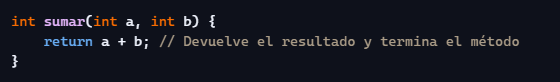 int sumar(int a, int b) {
    return a + b; // Devuelve el resultado y termina el método
}